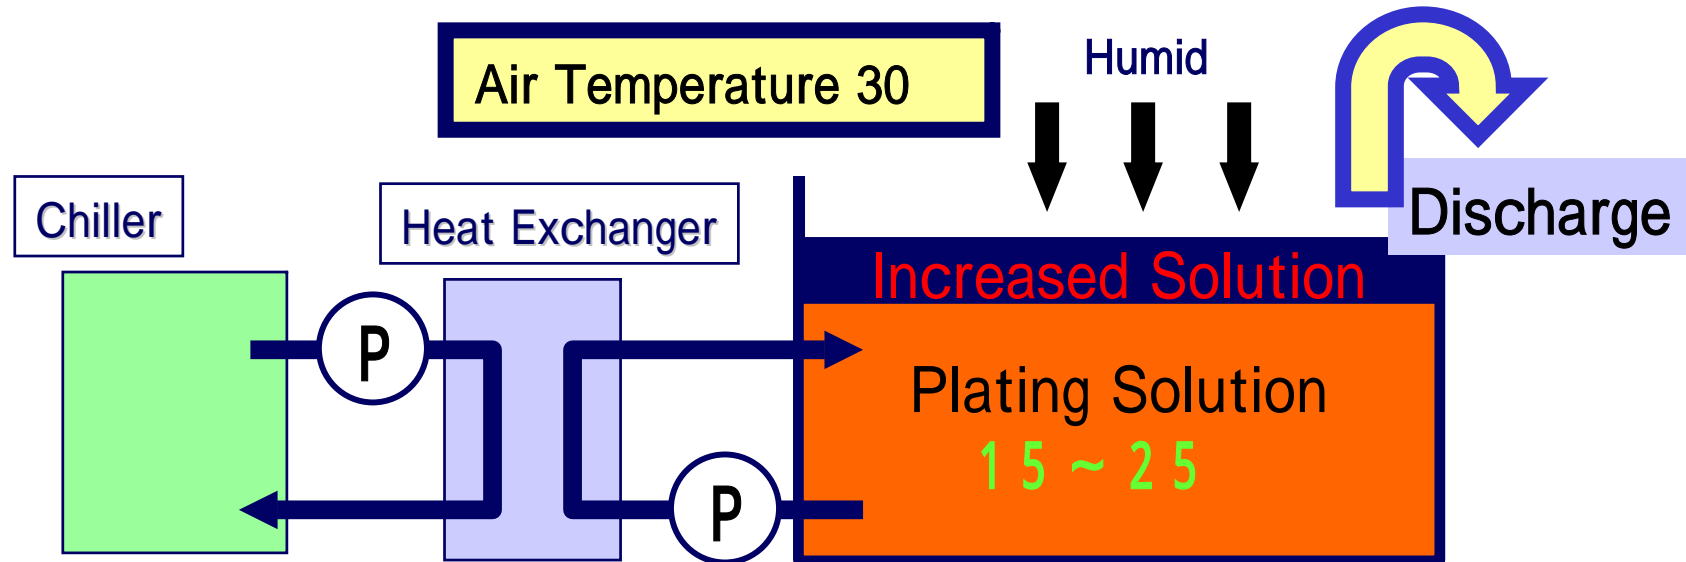 Air Temperature 30
Humid
Chiller
Heat Exchanger
Discharge
Increased Solution
P
Plating Solution
15~25
P